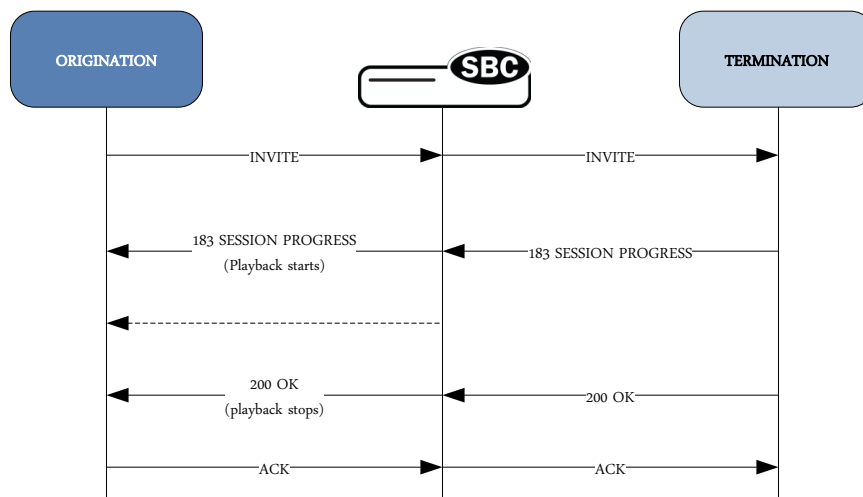 ORIGINATION
SBC
TERMINATION
INVITE
INVITE
183 SESSION PROGRESS
(Playback starts)
183 SESSION PROGRESS
200 OK
(playback stops)
200 OK
ACK
ACK